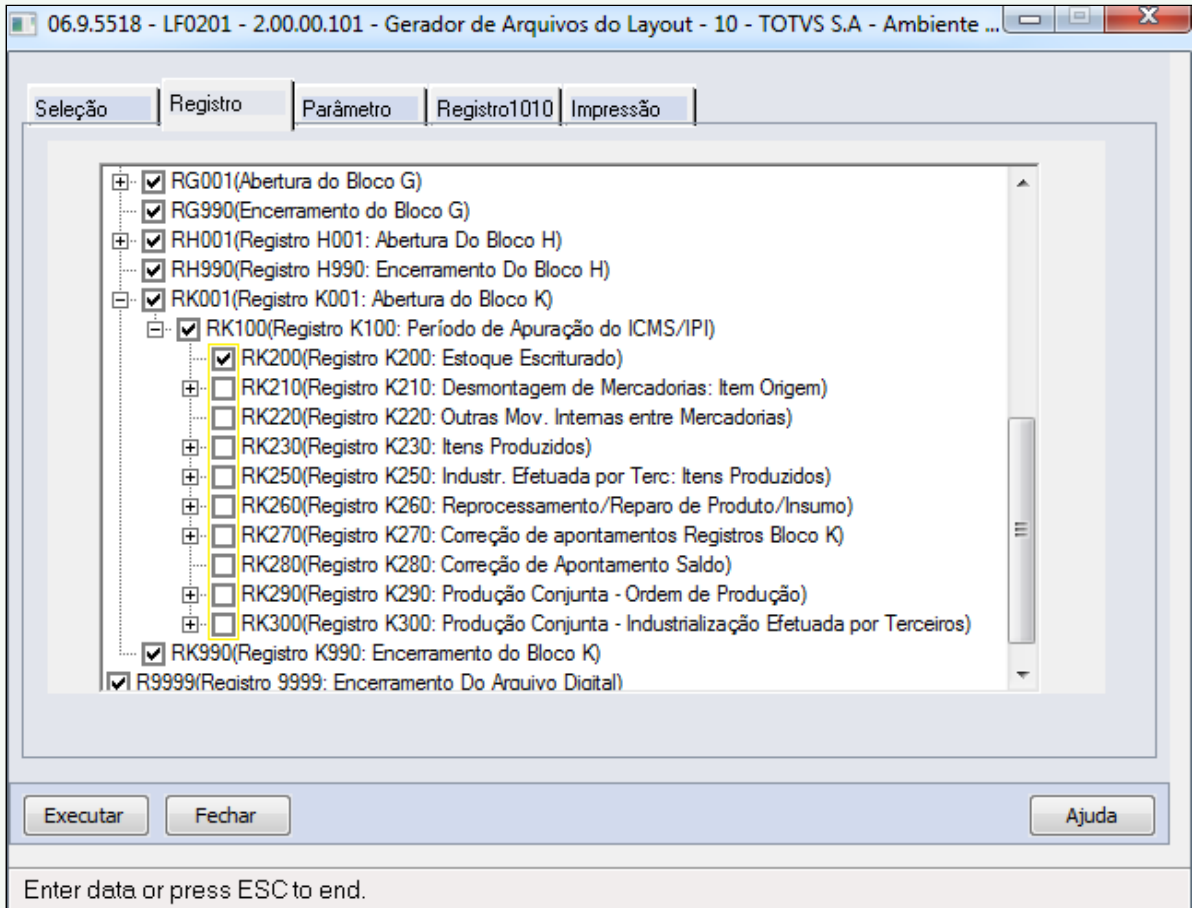 06.9.5518 - LF0201 - 2.00.00.101 - Gerador de Arquivos do Layout - 10 - TOTVS S.A - Ambiente ...
Seleção Registro Parâmetro Registro1010 Impressão
RG001(Abertura do Bloco G)
RG990(Encerramento do Bloco G)
RH001(Registro H001: Abertura Do Bloco H)
RH990(Registro H990: Encerramento Do Bloco H)
RK001(Registro K001: Abertura do Bloco K)
RK100(Registro K100: Período de Apuração do ICMS/IPI)
RK200(Registro K200: Estoque Escriturado)
RK210(Registro K210: Desmontagem de Mercadorias: Item Origem)
RK220(Registro K220: Outras Mov. Internas entre Mercadorias)
RK230(Registro K230: Itens Produzidos)
RK250(Registro K250: Industr. Efetuada por Terc: Itens Produzidos)
RK260(Registro K260: Reprocessamento/Reparo de Produto/Insumo)
RK270(Registro K270: Correção de apontamentos Registros Bloco K)
RK280(Registro K280: Correção de Apontamento Saldo)
RK290(Registro K290: Produção Conjunta - Ordem de Produção)
RK300(Registro K300: Produção Conjunta - Industrialização Efetuada por Terceiros)
RK990(Registro K990: Encerramento do Bloco K)
R9999(Registro 9999: Encerramento Do Arquivo Digital)
Executar Fechar Ajuda
Enter data or press ESC to end.